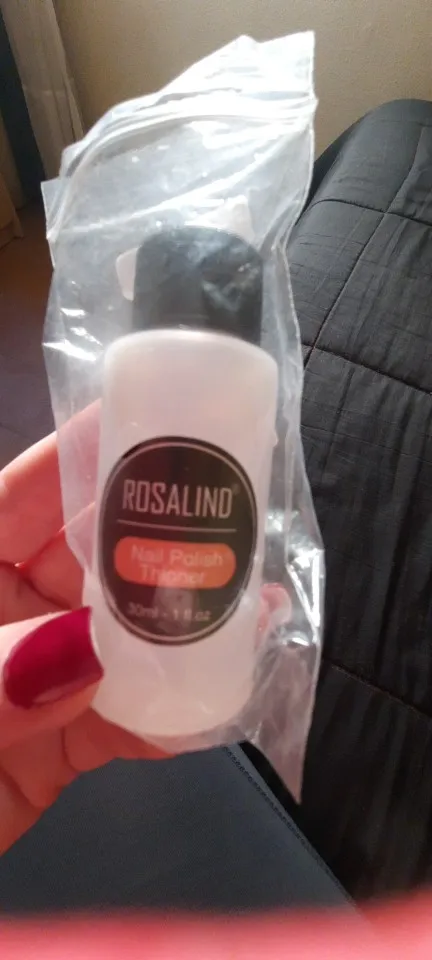 ROSALIND®
Nail Polish
Thinner
30ml - 1 fl.oz